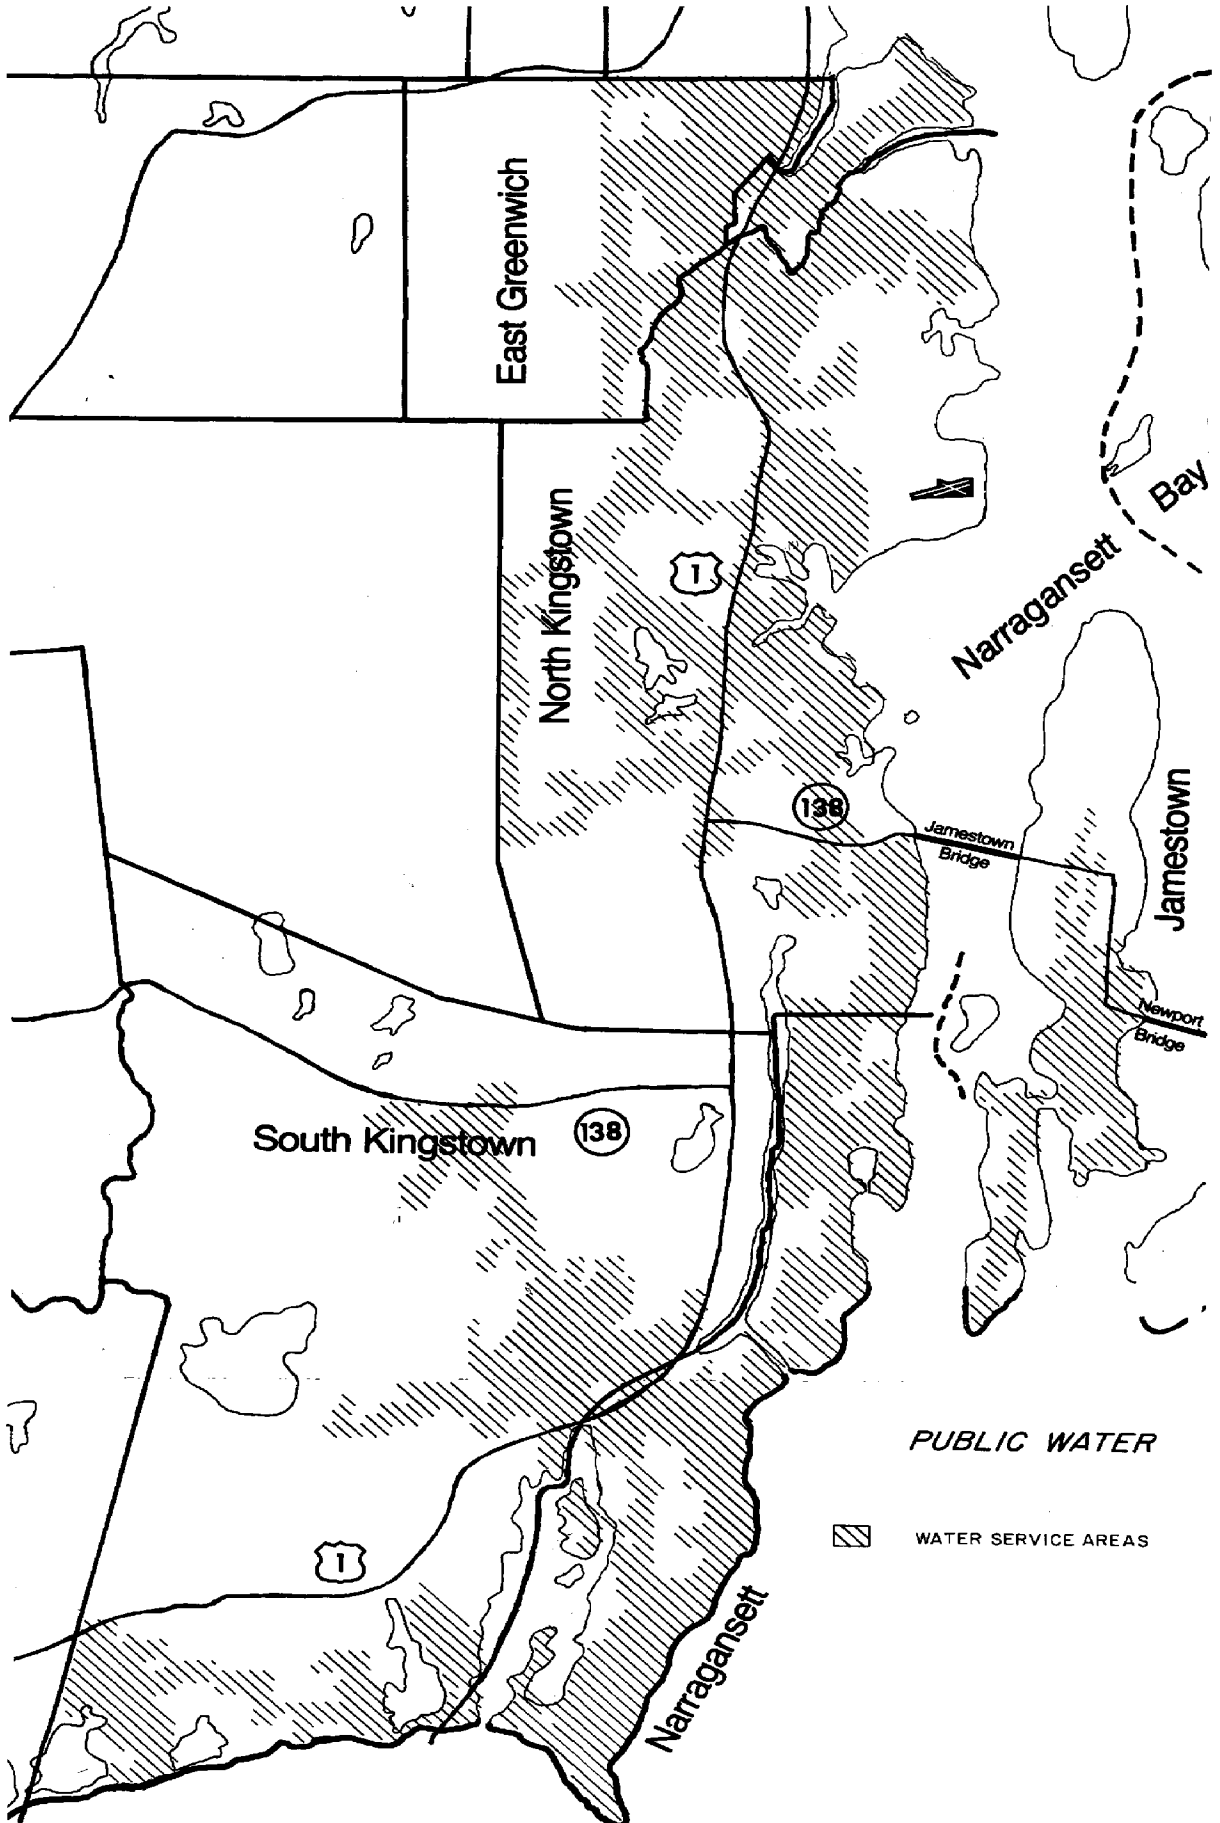 East Greenwich
North Kingstown
1
Bay
Narragansett
138
Jamestown
Bridge
Jamestown
Newport
Bridge
South Kingstown
138
PUBLIC WATER
WATER SERVICE AREAS
1
Narragansett